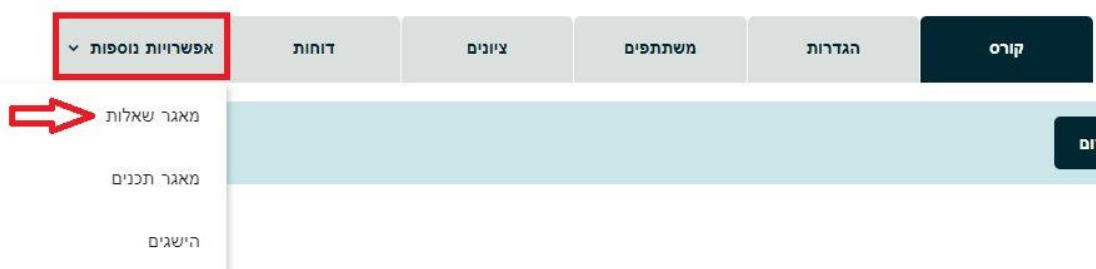 קורס הגדרות משתתפים ציונים דוחות אפשרויות נוספות
מאגר שאלות
מאגר תכנים
הישגים